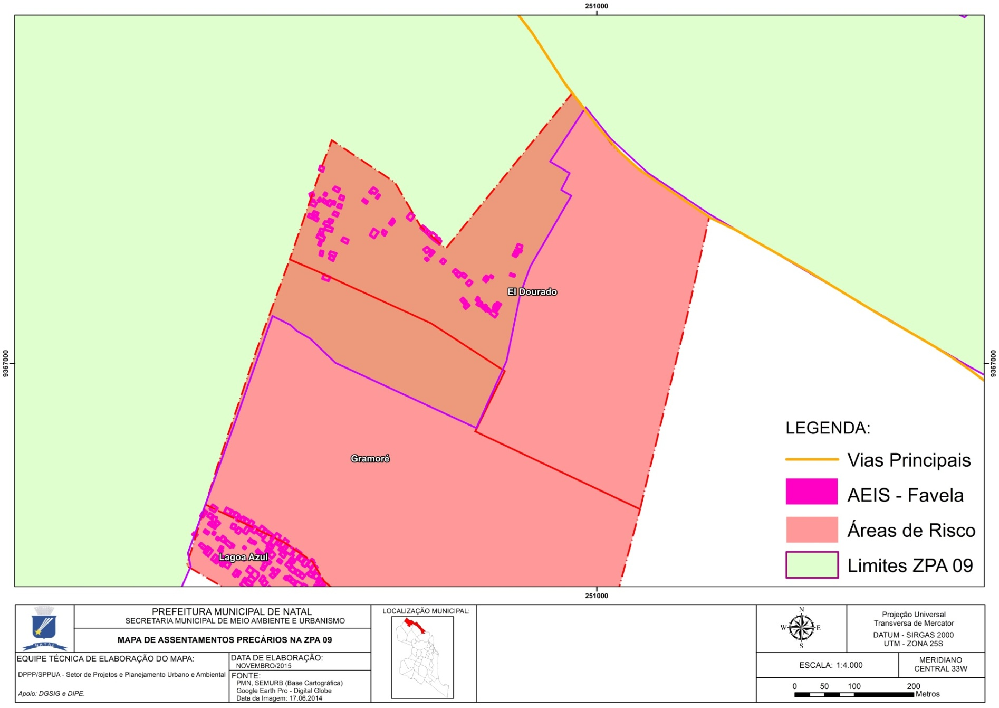 251000
El Dourado
9367000
9367000
Gramoré
Lagoa Azul
LEGENDA:
Vias Principais
AEIS - Favela
Áreas de Risco
Limites ZPA 09
251000
NATAL
PREFEITURA MUNICIPAL DE NATAL
SECRETARIA MUNICIPAL DE MEIO AMBIENTE E URBANISMO
MAPA DE ASSENTAMENTOS PRECÁRIOS NA ZPA 09
EQUIPE TÉCNICA DE ELABORAÇÃO DO MAPA:
DPPP/SPPUA - Setor de Projetos e Planejamento Urbano e Ambiental
Apoio: DGSIG e DIPE.
DATA DE ELABORAÇÃO:
NOVEMBRO/2015
FONTE:
PMN, SEMURB (Base Cartográfica)
Google Earth Pro - Digital Globe
Data da Imagem: 17.06.2014
LOCALIZAÇÃO MUNICIPAL:
N
W E
S
Projeção Universal
Transversa de Mercator
DATUM - SIRGAS 2000
UTM - ZONA 25S
ESCALA: 1:4.000
MERIDIANO
CENTRAL 33W
0 50 100 200
Metros